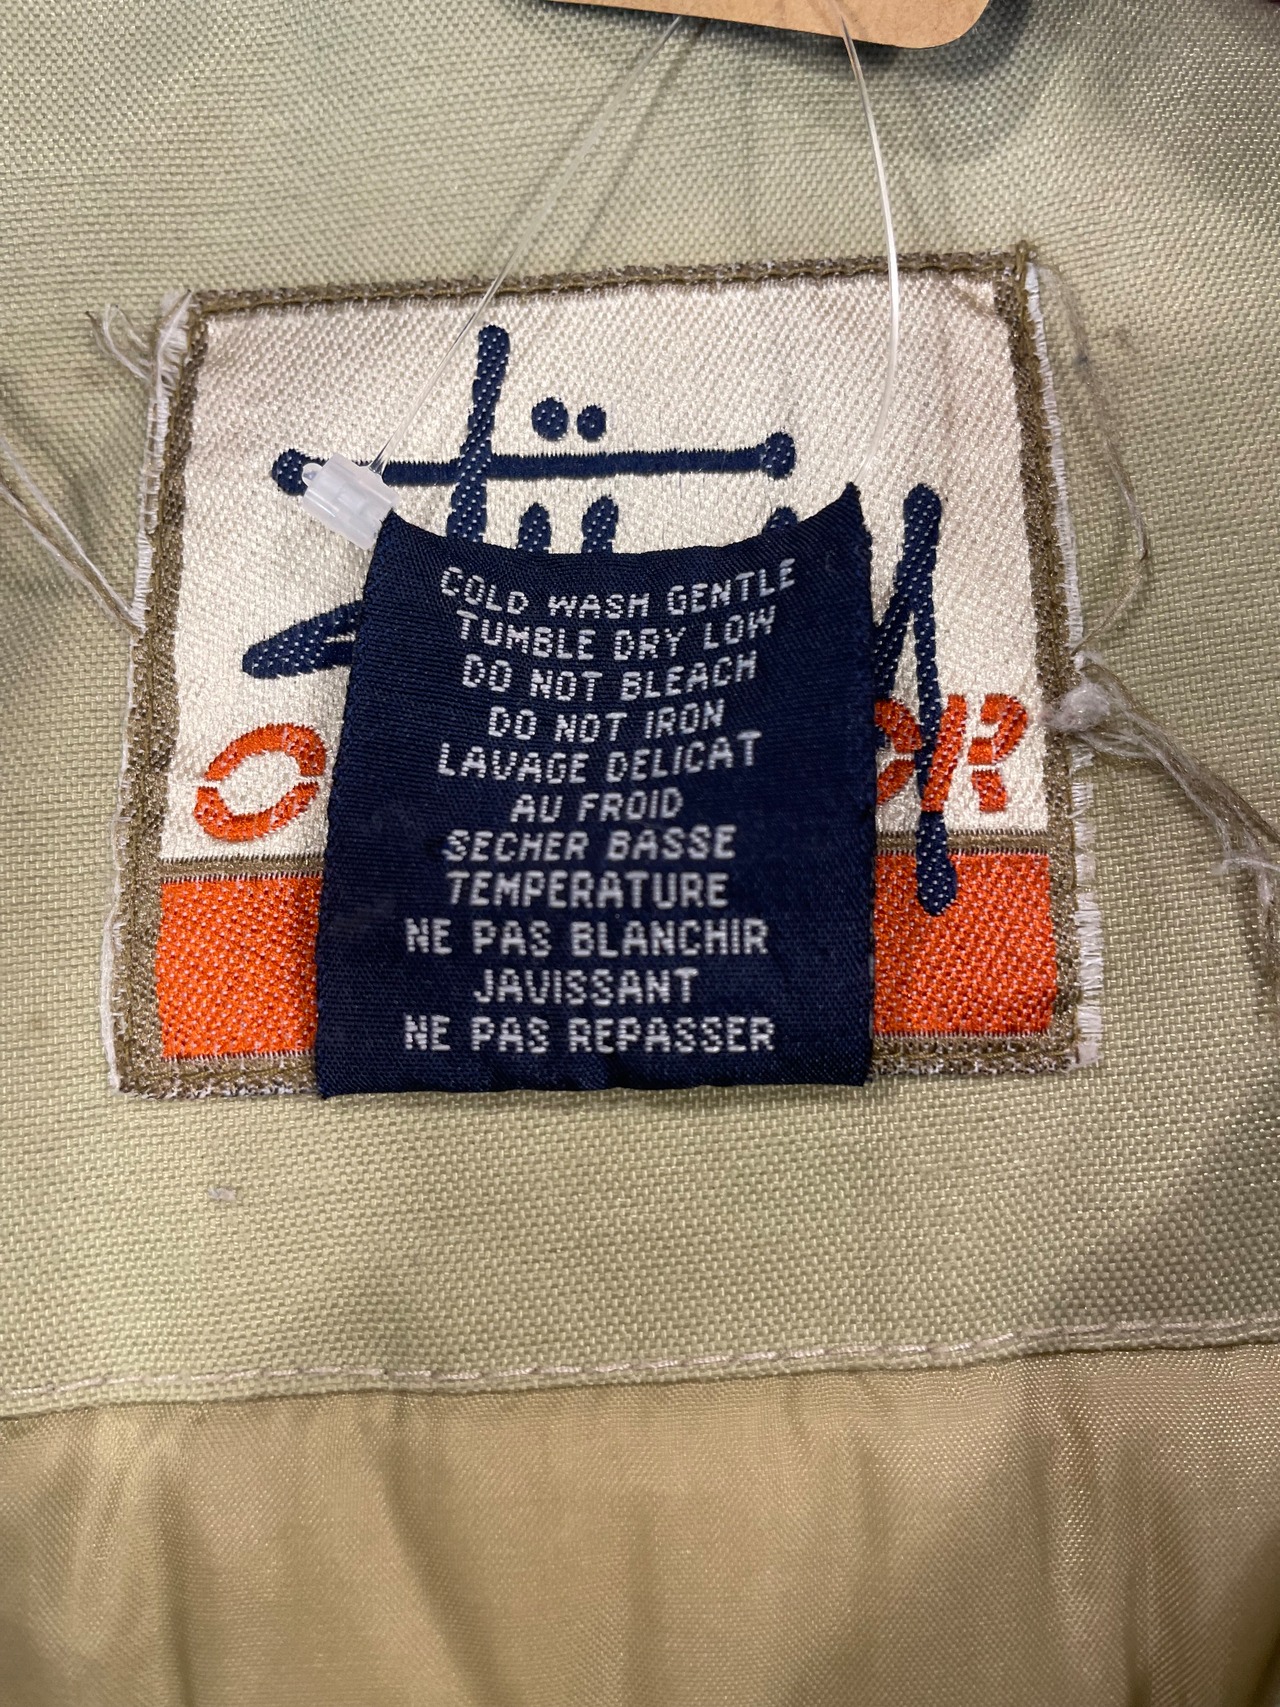 COLD WASH GENTLE
TUMBLE DRY LOW
DO NOT BLEACH
DO NOT IRON
LAVAGE DELICAT
AU FROID
SECHER BASSE
TEMPERATURE
NE PAS BLANCHIR
JAVISSANT
NE PAS REPASSER